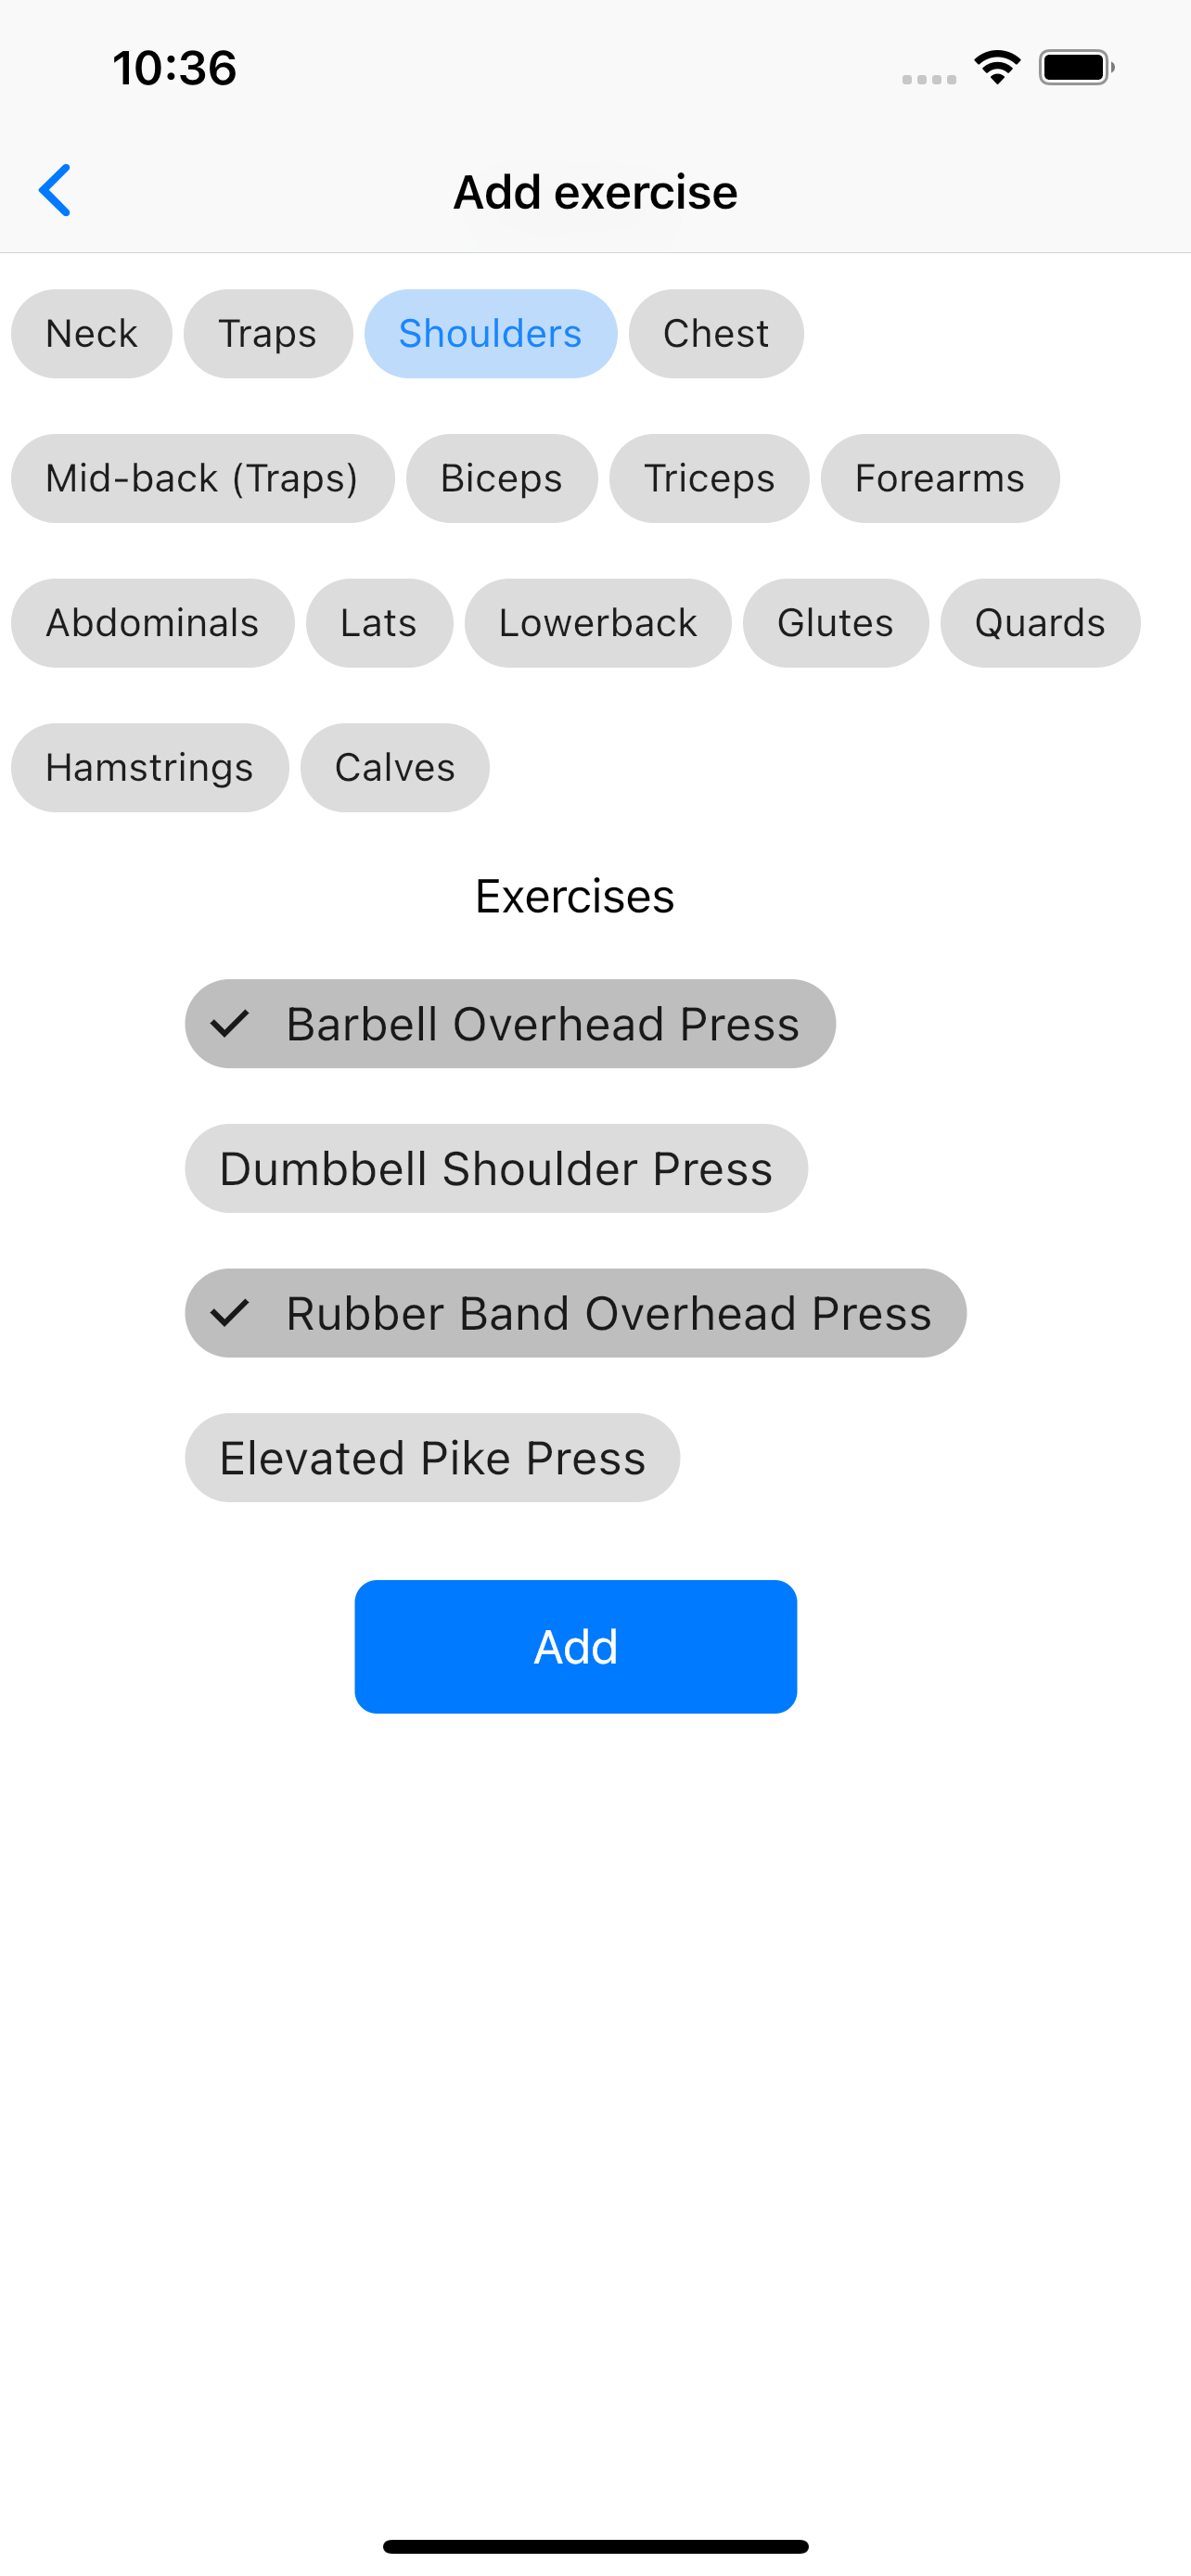 10:36
Add exercise
Neck Traps Shoulders Chest
Mid-back (Traps) Biceps Triceps Forearms
Abdominals Lats Lowerback Glutes Quards
Hamstrings Calves
Exercises
Barbell Overhead Press
Dumbbell Shoulder Press
Rubber Band Overhead Press
Elevated Pike Press
Add